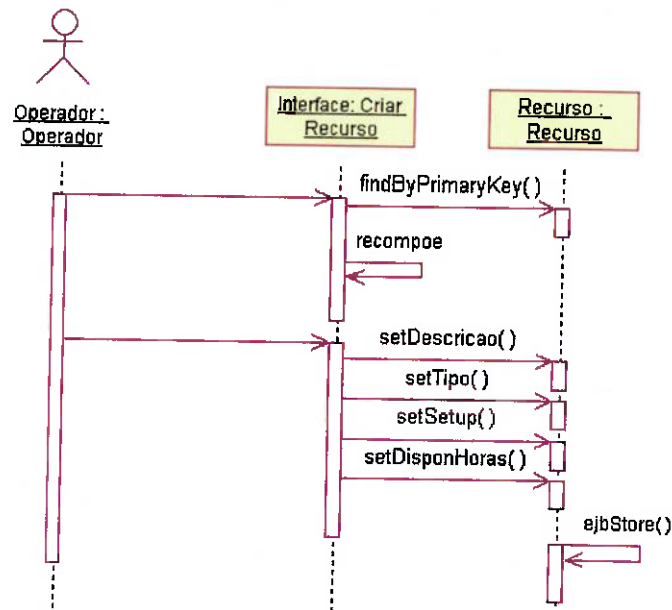 Operador :
Operador
Interface: Criar
Recurso
Recurso :
Recurso
findByPrimaryKey( )
recompoe
setDescricao( )
setTipo( )
setSetup( )
setDisponHoras( )
ejbStore( )